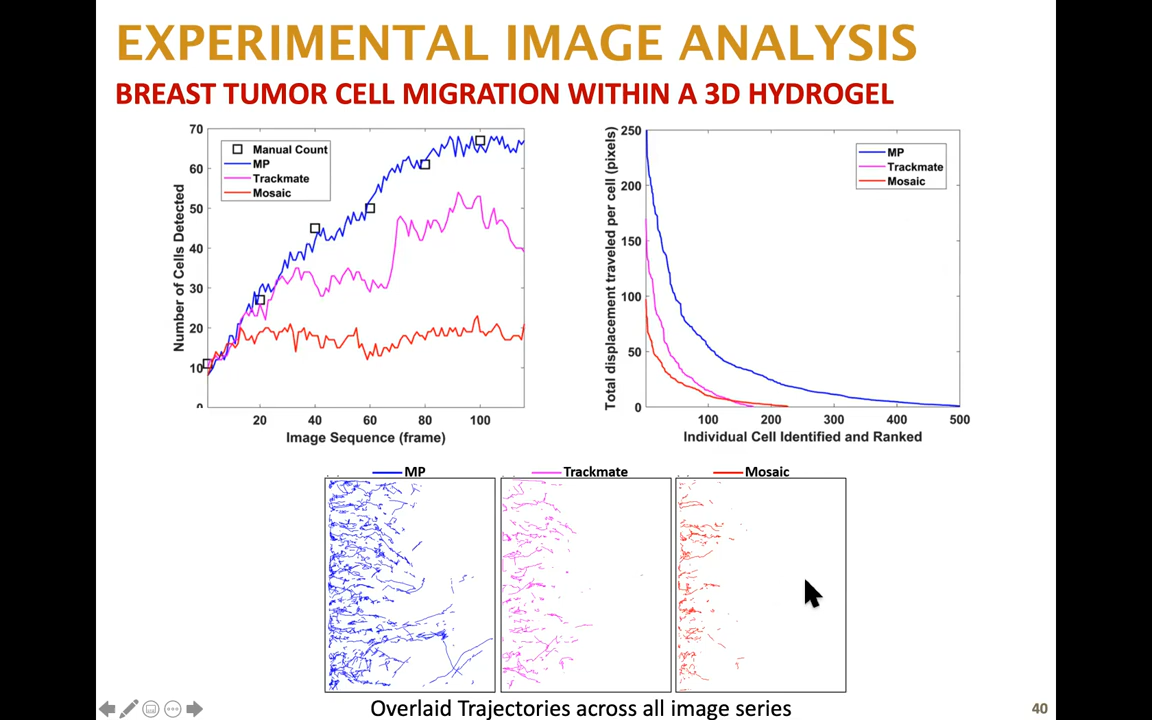 EXPERIMENTAL IMAGE ANALYSIS
BREAST TUMOR CELL MIGRATION WITHIN A 3D HYDROGEL
Number of Cells Detected
70
60
50
40
30
20
10
0
20
40
60
80
100
Image Sequence (frame)
Manual Count
MP
Trackmate
Mosaic
Total displacement traveled per cell (pixels)
250
200
150
100
50
0
100
200
300
400
500
Individual Cell Identified and Ranked
MP
Trackmate
Mosaic
MP
Trackmate
Mosaic
Overlaid Trajectories across all image series
40